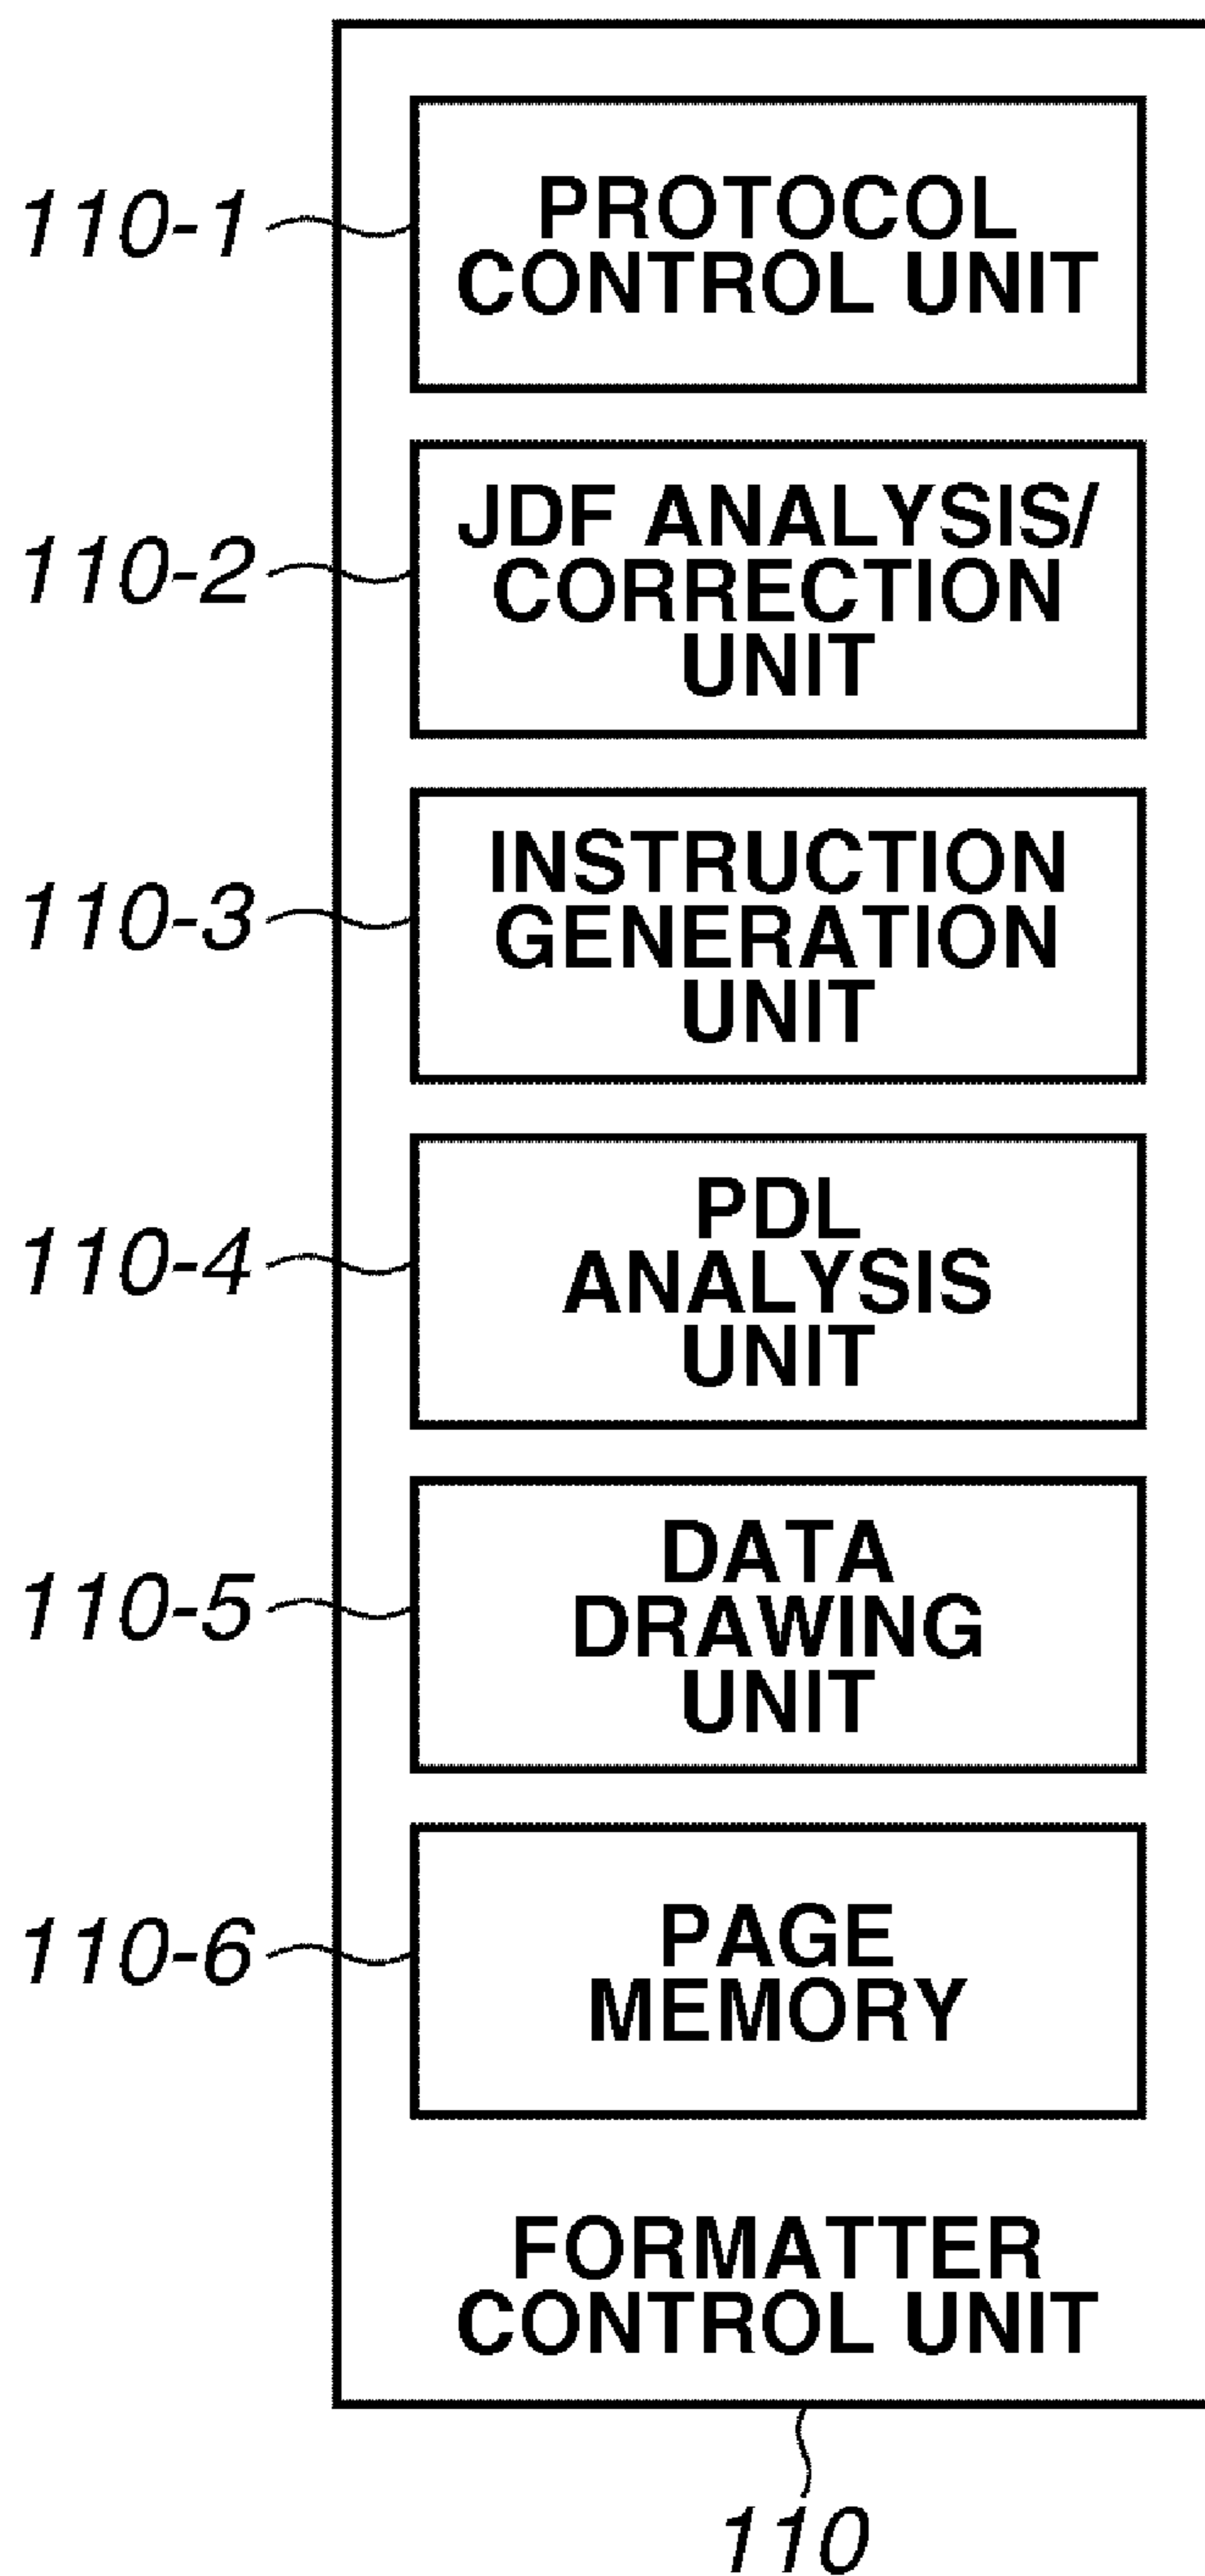 110-1
PROTOCOL
CONTROL UNIT
110-2
JDF ANALYSIS/
CORRECTION
UNIT
110-3
INSTRUCTION
GENERATION
UNIT
110-4
PDL
ANALYSIS
UNIT
110-5
DATA
DRAWING
UNIT
110-6
PAGE
MEMORY
FORMATTER
CONTROL UNIT
110